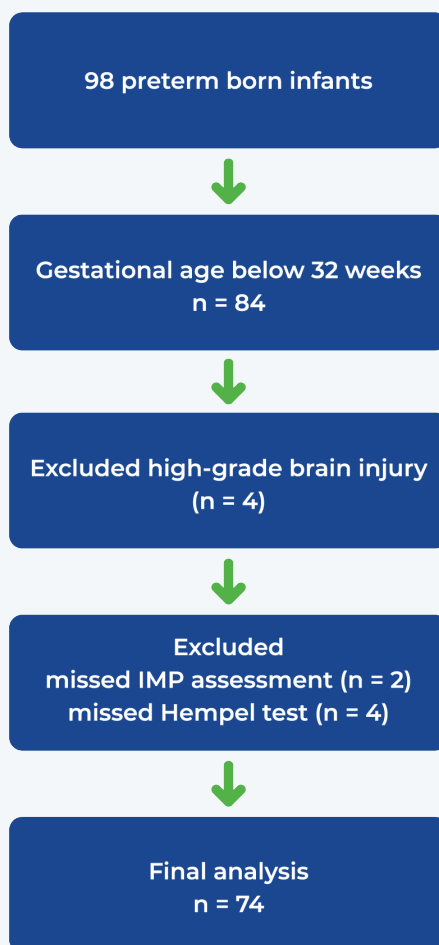 98 preterm born infants
Gestational age below 32 weeks
n = 84
Excluded high-grade brain injury
(n = 4)
Excluded
missed IMP assessment (n = 2)
missed Hempel test (n = 4)
Final analysis
n = 74